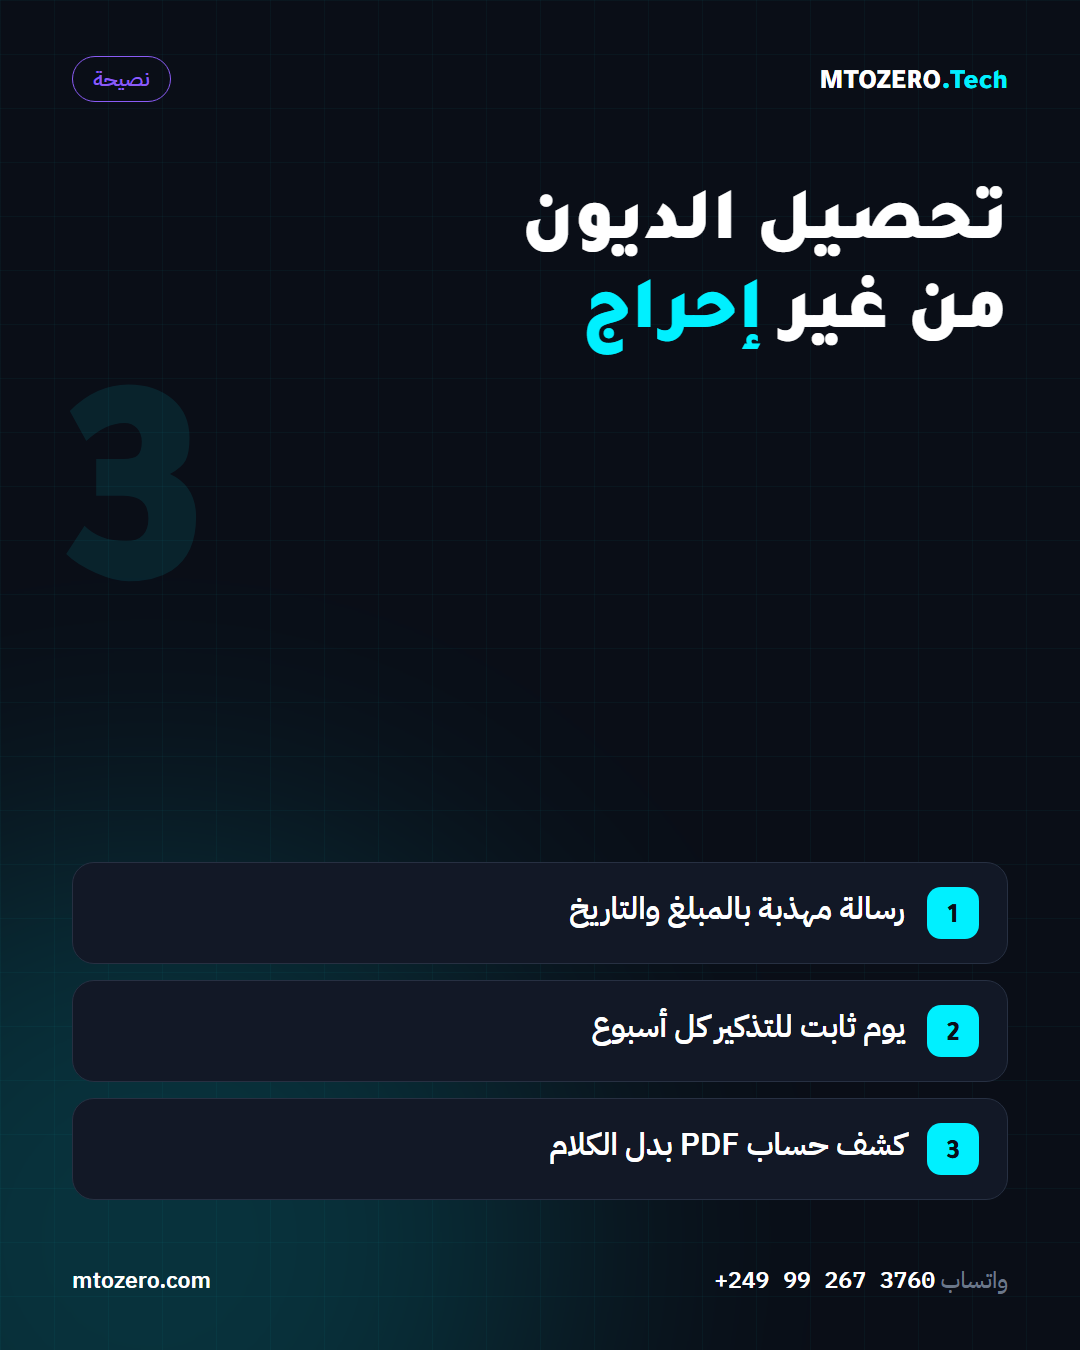 MTOZERO.Tech
نصيحة
تحصيل الديون
من غير إحراج
3
1 رسالة مهذبة بالمبلغ والتاريخ
2 يوم ثابت للتذكير كل أسبوع
3 كشف حساب PDF بدل الكلام
واتساب +249 99 267 3760
mtozero.com